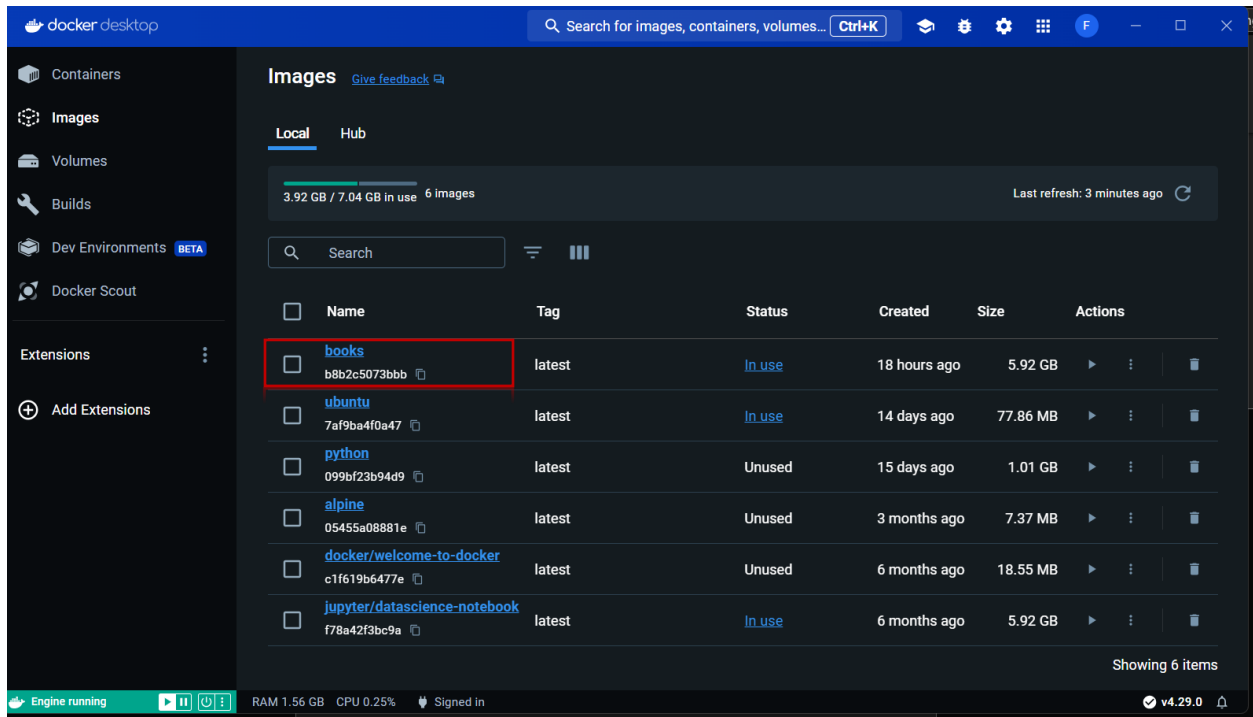 docker desktop
Search for images, containers, volumes... Ctrl+K
F
Containers
Images
Volumes
Builds
Dev Environments BETA
Docker Scout
Extensions
Add Extensions
Images Give feedback
Local Hub
3.92 GB / 7.04 GB in use 6 images
Last refresh: 3 minutes ago
Search
Name Tag Status Created Size Actions
books
b8b2c5073bbb
latest In use 18 hours ago 5.92 GB
ubuntu
7af9ba4f0a47
latest In use 14 days ago 77.86 MB
python
099bf23b94d9
latest Unused 15 days ago 1.01 GB
alpine
05455a08881e
latest Unused 3 months ago 7.37 MB
docker/welcome-to-docker
c1f619b6477e
latest Unused 6 months ago 18.55 MB
jupyter/datascience-notebook
f78a42f3bc9a
latest In use 6 months ago 5.92 GB
Showing 6 items
Engine running
RAM 1.56 GB CPU 0.25% Signed in
v4.29.0